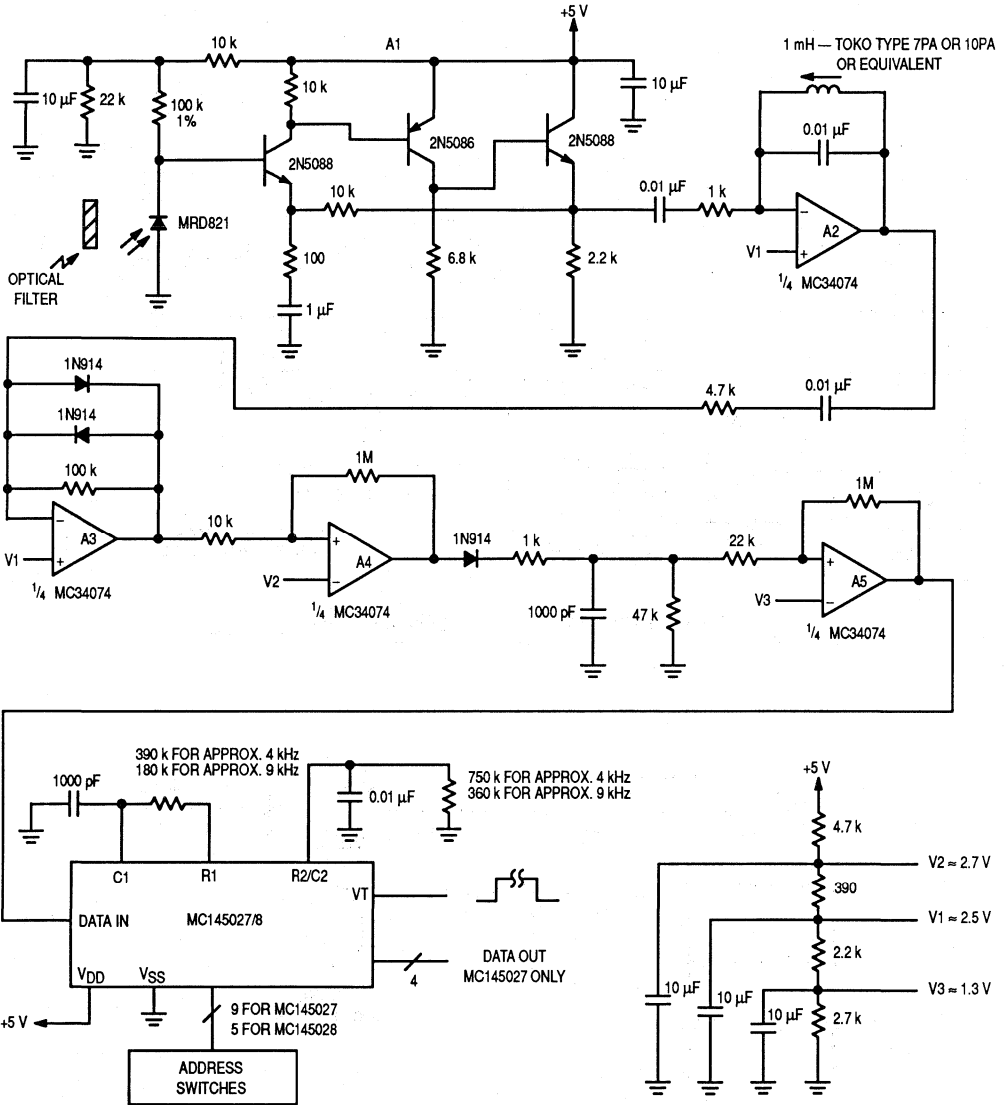 +5 V
10 k
A1
1 mH — TOKO TYPE 7PA OR 10PA
OR EQUIVALENT
10 µF
22 k
100 k
1%
10 k
10 µF
2N5088
2N5086
2N5088
0.01 µF
10 k
0.01 µF
1 k
MRD821
OPTICAL
FILTER
100
1 µF
6.8 k
2.2 k
–
+
A2
V1
1/4 MC34074
1N914
1N914
100 k
4.7 k
0.01 µF
–
+
A3
V1
1/4 MC34074
10 k
1M
+
–
A4
V2
1/4 MC34074
1N914
1 k
1000 pF
47 k
22 k
1M
+
–
A5
V3
1/4 MC34074
390 k FOR APPROX. 4 kHz
180 k FOR APPROX. 9 kHz
1000 pF
0.01 µF
750 k FOR APPROX. 4 kHz
360 k FOR APPROX. 9 kHz
C1
R1
R2/C2
VT
DATA IN
MC145027/8
VDD
VSS
4
DATA OUT
MC145027 ONLY
+5 V
9 FOR MC145027
5 FOR MC145028
ADDRESS
SWITCHES
+5 V
4.7 k
V2 ≈ 2.7 V
390
V1 ≈ 2.5 V
2.2 k
V3 ≈ 1.3 V
10 µF
10 µF
10 µF
2.7 k